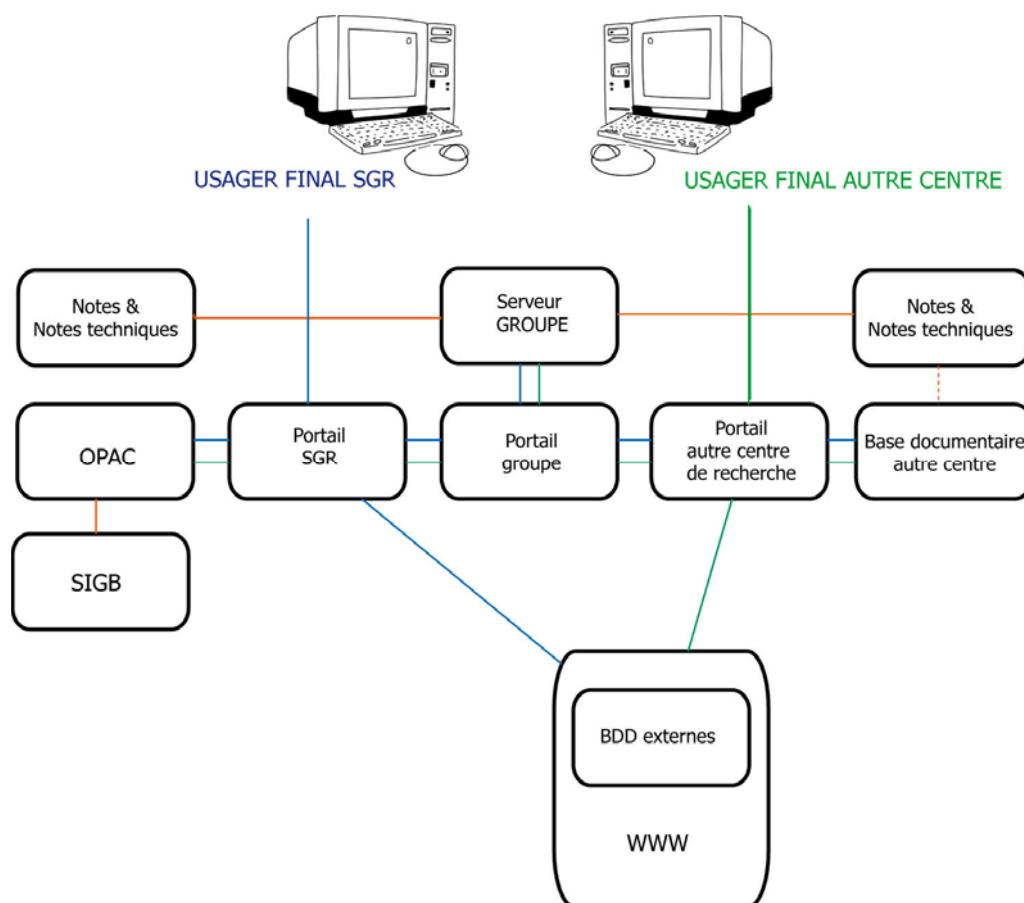 USAGER FINAL SGR
USAGER FINAL AUTRE CENTRE
Notes &
Notes techniques
Serveur
GROUPE
Notes &
Notes techniques
OPAC
Portail
SGR
Portail
groupe
Portail
autre centre
de recherche
Base documentaire
autre centre
SIGB
BDD externes
WWW